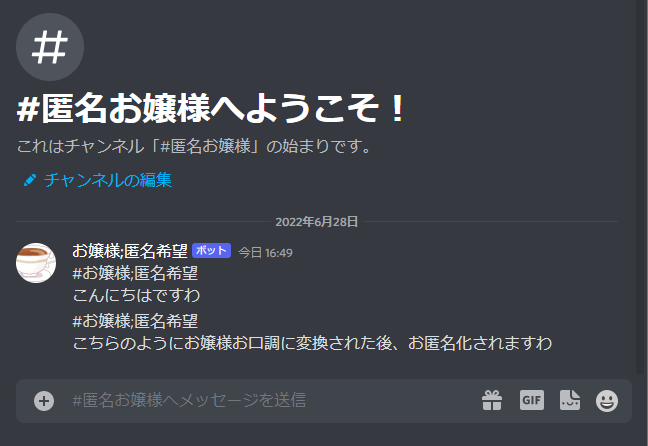 #匿名お嬢様へようこそ！
これはチャンネル「#匿名お嬢様」の始まりです。
チャンネルの編集
2022年6月28日
お嬢様;匿名希望 ボット 今日 16:49
#お嬢様;匿名希望
こんにちはですわ
#お嬢様;匿名希望
こちらのようにお嬢様お口調に変換された後、お匿名化されますわ
#匿名お嬢様へメッセージを送信
GIF